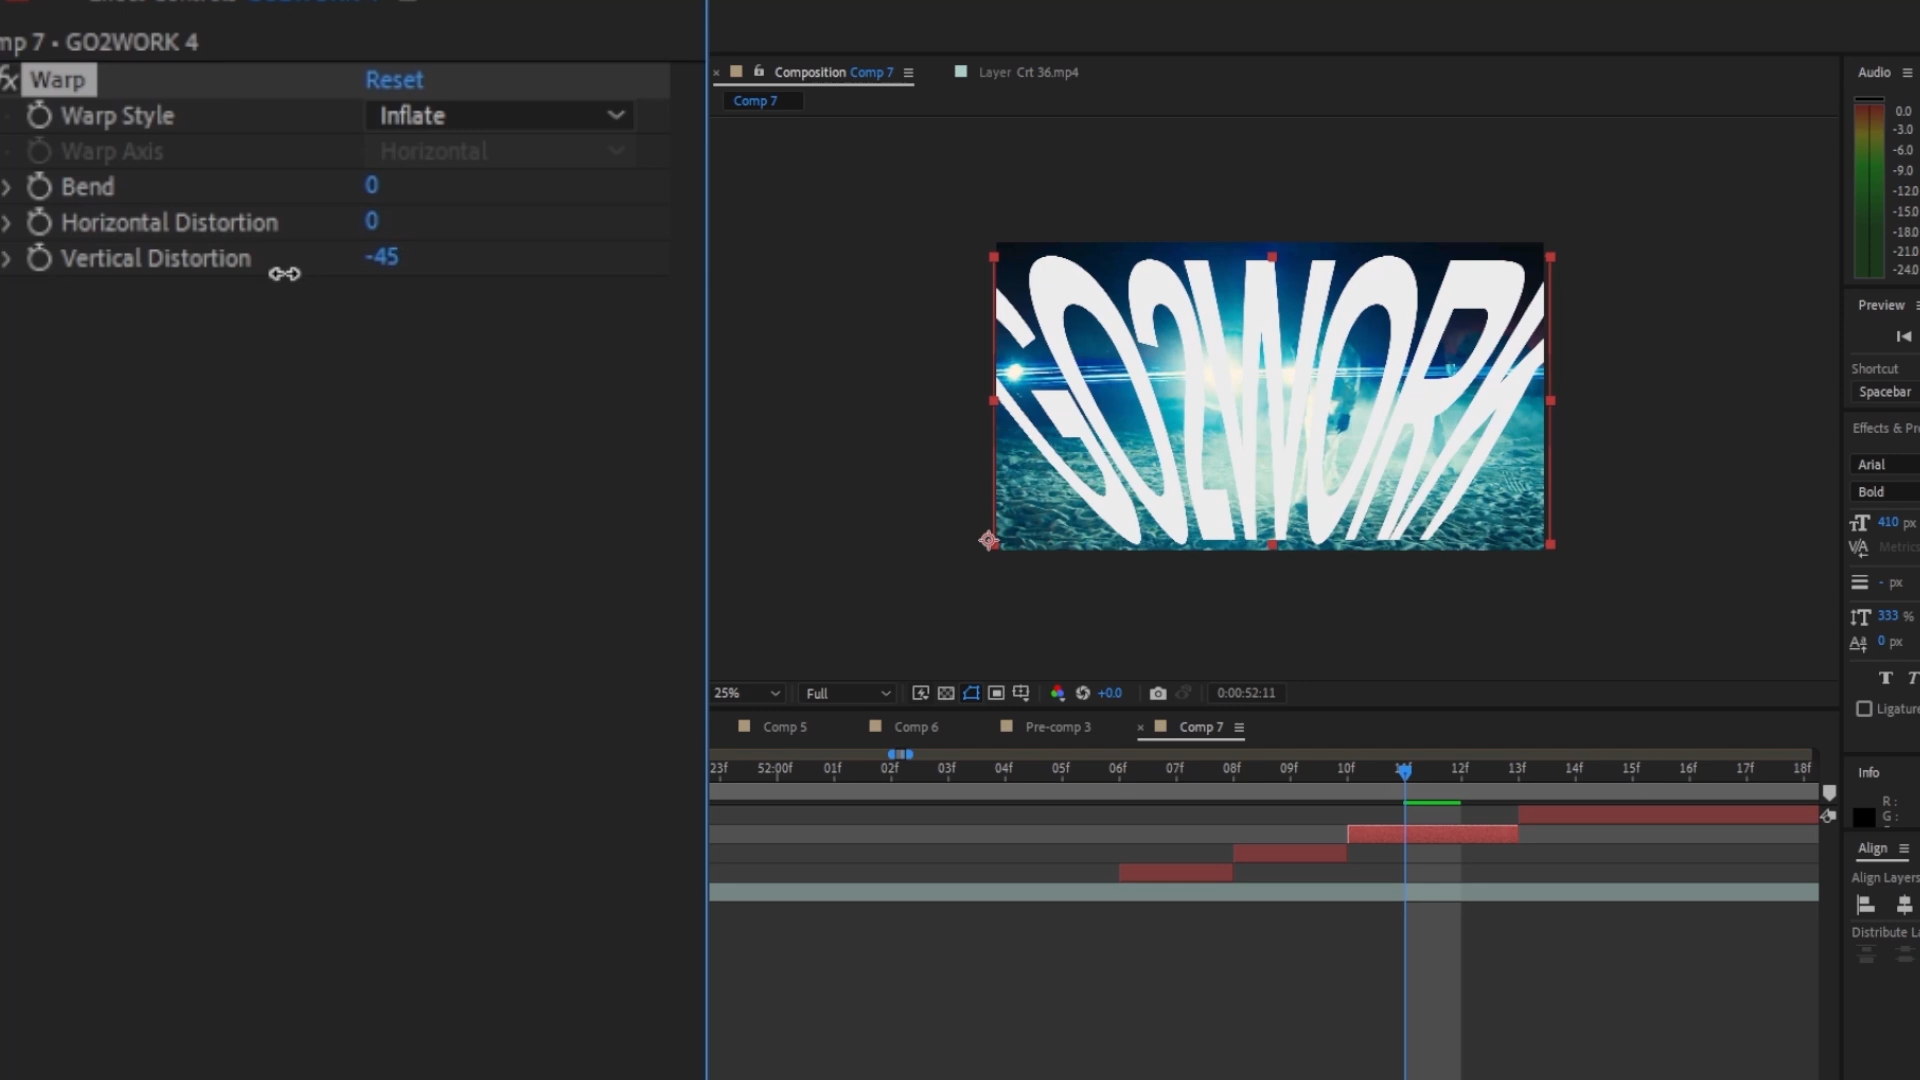 mp 7 • GO2WORK 4
fx Warp
Reset
Warp Style
Inflate
Warp Axis
Horizontal
Bend
0
Horizontal Distortion
0
Vertical Distortion
-45
× Composition Comp 7
Layer Crt 36.mp4
Comp 7
GO2WORK
25%
Full
+0.0
0:00:52:11
Comp 5
Comp 6
Pre-comp 3
× Comp 7
23f 52:00f 01f 02f 03f 04f 05f 06f 07f 08f 09f 10f 12f 13f 14f 15f 16f 17f 18f
Audio
0.0
-3.0
-6.0
-9.0
-12.0
-15.0
-18.0
-21.0
-24.0
Preview
Shortcut
Spacebar
Effects & Pr
Arial
Bold
410 px
Metrics
- px
333 %
0 px
T T
Ligature
Info
R :
G :
Align
Align Layers
Distribute La